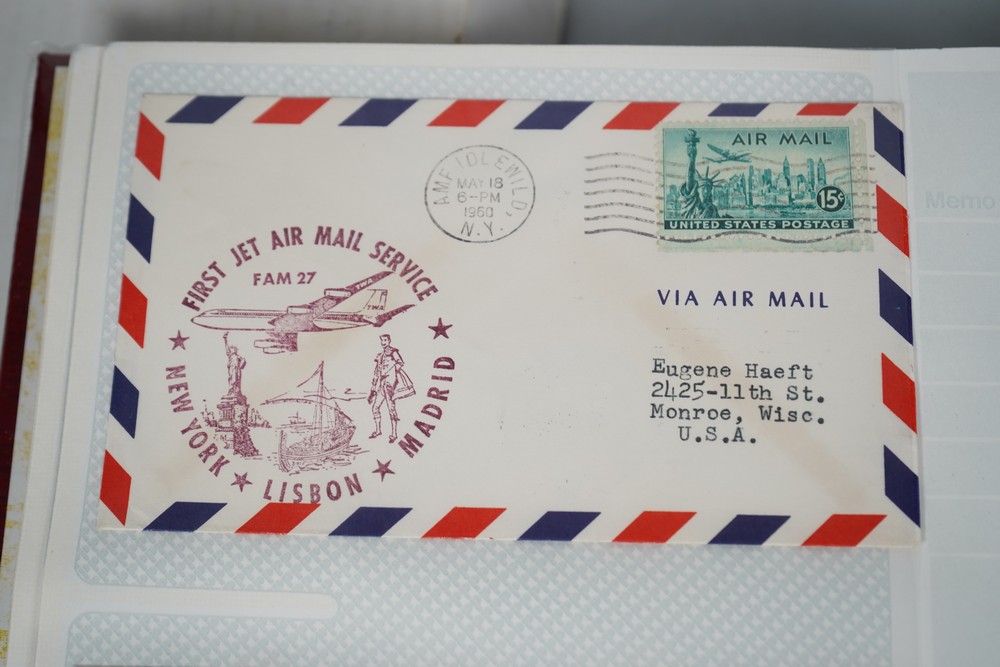 AIR MAIL
15¢
UNITED STATES POSTAGE
AMF IDLEWILD,
MAY 18
6-PM
1960
N.Y.
FIRST JET AIR MAIL SERVICE
FAM 27
TWA
TWA
NEW YORK
LISBON
MADRID
VIA AIR MAIL
Eugene Haeft
2425-11th St.
Monroe, Wisc.
U.S.A.
Memo